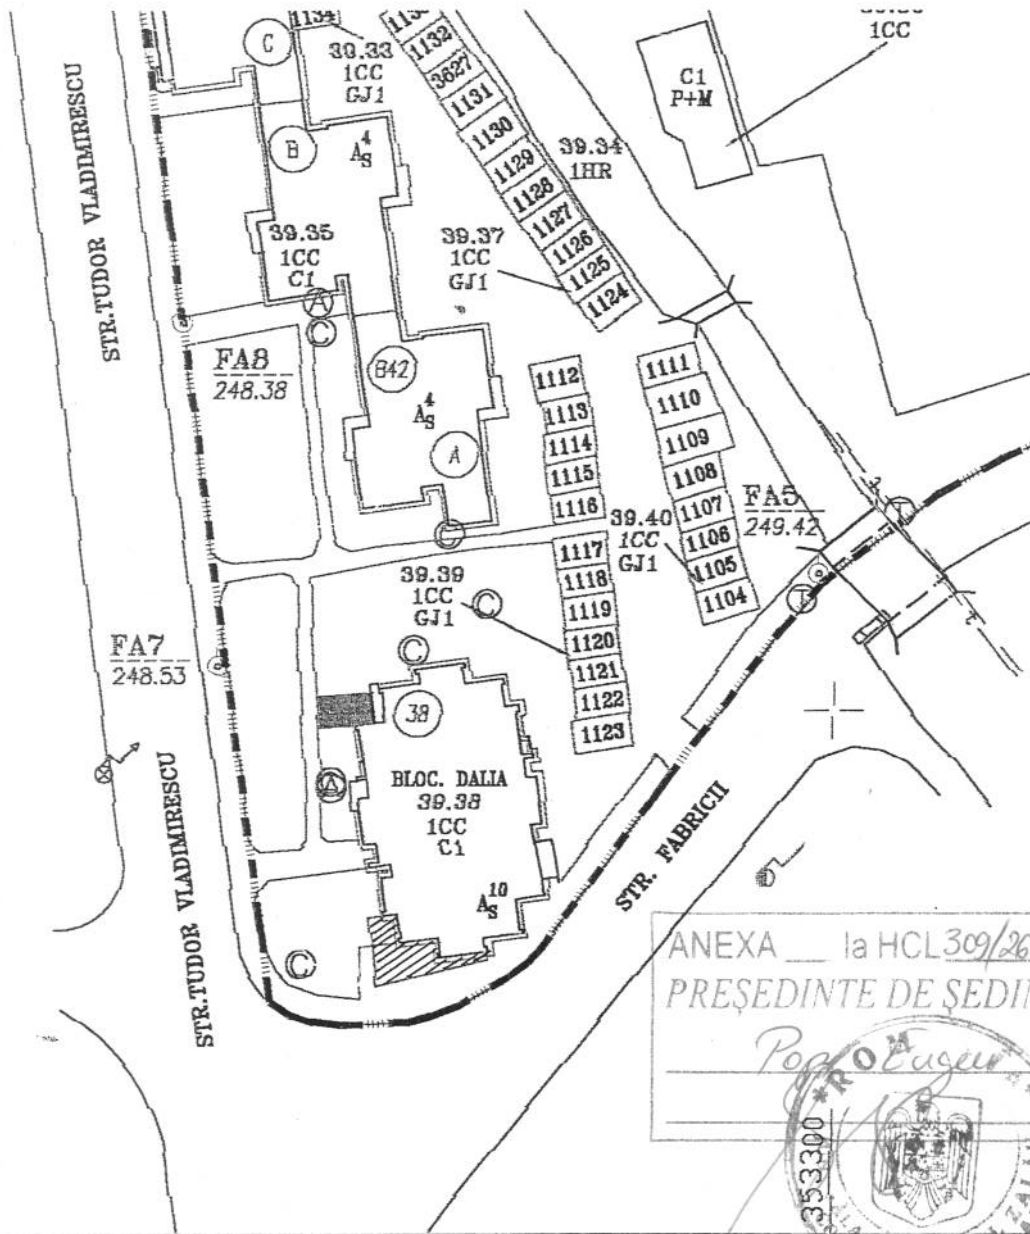 1134
C
39.33
1CC
GJ1
1132
3627
1131
1130
1129
1128
1127
1126
1125
1124
1CC
C1
P+M
39.34
1HR
B
A 4 S
39.35
1CC
C1
A
C
39.37
1CC
GJ1
STR.TUDOR VLADIMIRESCU
FA8
248.38
B42
A 4 S
A
C
1112
1113
1114
1115
1116
1111
1110
1109
1108
1107
1106
1105
1104
FA5
249.42
39.40
1CC
GJ1
T
T
1117
1118
1119
1120
1121
1122
1123
39.39
1CC
GJ1
C
C
FA7
248.53
38
A
BLOC. DALIA
39.38
1CC
C1
A 10 S
C
STR.TUDOR VLADIMIRESCU
STR. FABRICII
ANEXA __ la HCL 309/
PREȘEDINTE DE ȘEDIN
Pop Eugen
*ROM
353300